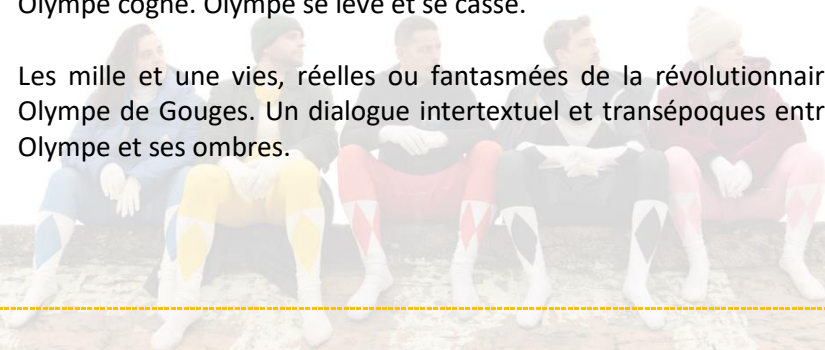 Olympe cogne. Olympe se lève et se casse.
Les mille et une vies, réelles ou fantasmées de la révolutionnair
Olympe de Gouges. Un dialogue intertextuel et transépoques entr
Olympe et ses ombres.